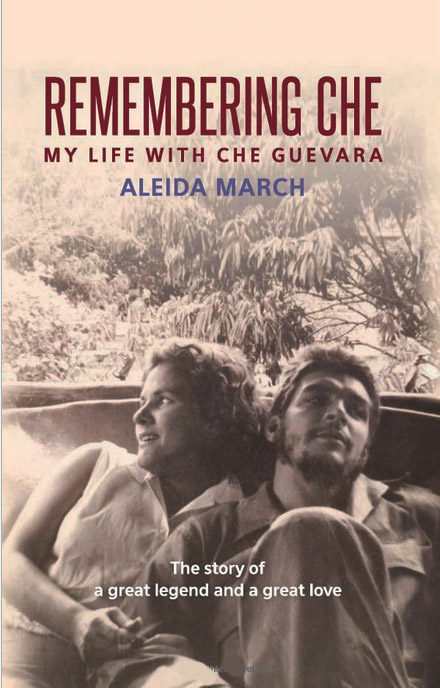 REMEMBERING CHE
MY LIFE WITH CHE GUEVARA
ALEIDA MARCH
The story of
a great legend and a great love